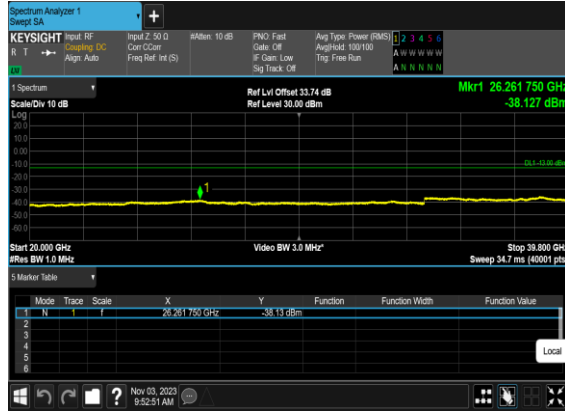 Spectrum Analyzer 1
Swept SA
+
KEYSIGHT Input: RF Input Z: 50 Ω #Atten: 10 dB PNO: Fast Avg Type: Power (RMS) 1 2 3 4 5 6
R T Coupling: DC Corr CCorr Gate: Off Avg|Hold: 100/100 A W W W W W
Align: Auto Freq Ref: Int (S) IF Gain: Low Trig: Free Run
Sig Track: Off A N N N N N
1 Spectrum Ref Lvl Offset 33.74 dB Mkr1 26.261 750 GHz
Scale/Div 10 dB Ref Level 30.00 dBm -38.127 dBm
Log
20.0
10.0
0.00
-10.0 DL1 -13.00 dBm
-20.0
-30.0 1
-40.0
-50.0
-60.0
Start 20.000 GHz Video BW 3.0 MHz* Stop 39.800 GHz
#Res BW 1.0 MHz Sweep 34.7 ms (40001 pts)
5 Marker Table
Mode Trace Scale X Y Function Function Width Function Value
1 N 1 f 26.261 750 GHz -38.13 dBm
2
3
4
5
6
Local
? Nov 03, 2023
9:52:51 AM